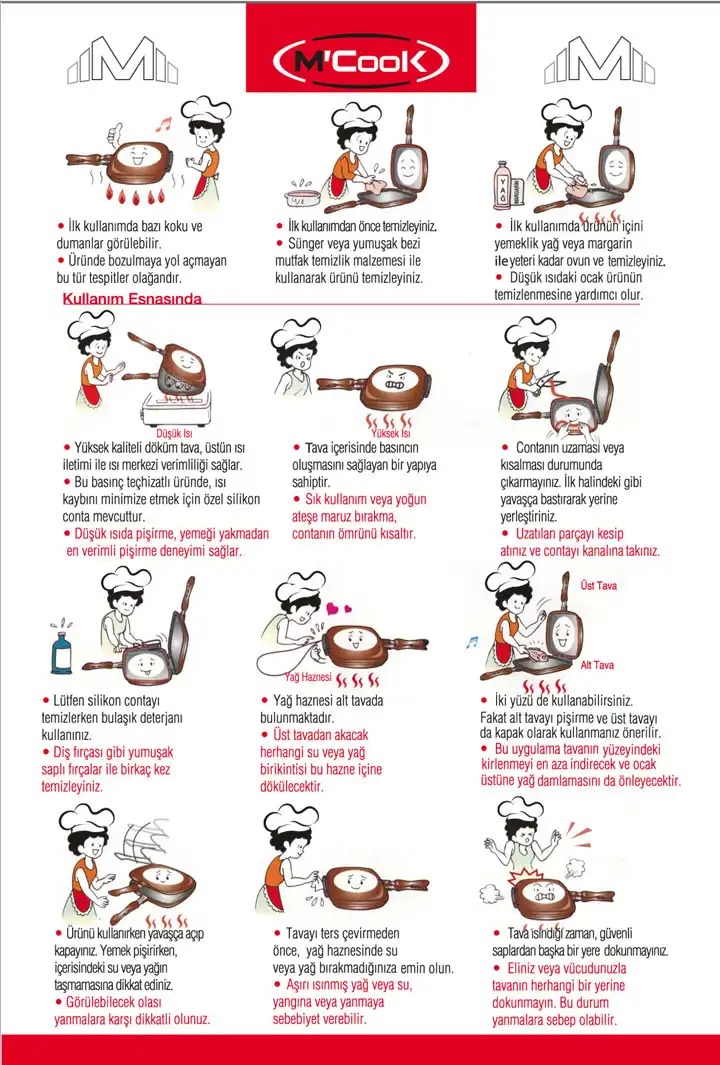 M'CooK
YAĞ
MARGARİN
• İlk kullanımda bazı koku ve
dumanlar görülebilir.
• Üründe bozulmaya yol açmayan
bu tür tespitler olağandır.
• İlk kullanımdan önce temizleyiniz.
• Sünger veya yumuşak bezi
mutfak temizlik malzemesi ile
kullanarak ürünü temizleyiniz.
• İlk kullanımda ürünün içini
yemeklik yağ veya margarin
ile yeteri kadar ovun ve temizleyiniz.
• Düşük ısıdaki ocak ürünün
temizlenmesine yardımcı olur.
Kullanım Esnasında
Düşük Isı
• Yüksek kaliteli döküm tava, üstün ısı
iletimi ile ısı merkezi verimliliği sağlar.
• Bu basınç teçhizatlı üründe, ısı
kaybını minimize etmek için özel silikon
conta mevcuttur.
• Düşük ısıda pişirme, yemeği yakmadan
en verimli pişirme deneyimi sağlar.
Yüksek Isı
• Tava içerisinde basıncın
oluşmasını sağlayan bir yapıya
sahiptir.
• Sık kullanım veya yoğun
ateşe maruz bırakma,
contanın ömrünü kısaltır.
• Contanın uzaması veya
kısalması durumunda
çıkarmayınız. İlk halindeki gibi
yavaşça bastırarak yerine
yerleştiriniz.
• Uzatılan parçayı kesip
atınız ve contayı kanalına takınız.
• Lütfen silikon contayı
temizlerken bulaşık deterjanı
kullanınız.
• Diş fırçası gibi yumuşak
saplı fırçalar ile birkaç kez
temizleyiniz.
Yağ Haznesi
• Yağ haznesi alt tavada
bulunmaktadır.
• Üst tavadan akacak
herhangi su veya yağ
birikintisi bu hazne içine
dökülecektir.
Üst Tava
Alt Tava
• İki yüzü de kullanabilirsiniz.
Fakat alt tavayı pişirme ve üst tavayı
da kapak olarak kullanmanız önerilir.
• Bu uygulama tavanın yüzeyindeki
kirlenmeyi en aza indirecek ve ocak
üstüne yağ damlamasını da önleyecektir.
• Ürünü kullanırken yavaşça açıp
kapayınız. Yemek pişirirken,
içerisindeki su veya yağın
taşmamasına dikkat ediniz.
• Görülebilecek olası
yanmalara karşı dikkatli olunuz.
• Tavayı ters çevirmeden
önce, yağ haznesinde su
veya yağ bırakmadığınıza emin olun.
• Aşırı ısınmış yağ veya su,
yangına veya yanmaya
sebebiyet verebilir.
• Tava ısındığı zaman, güvenli
saplardan başka bir yere dokunmayınız.
• Eliniz veya vücudunuzla
tavanın herhangi bir yerine
dokunmayın. Bu durum
yanmalara sebep olabilir.